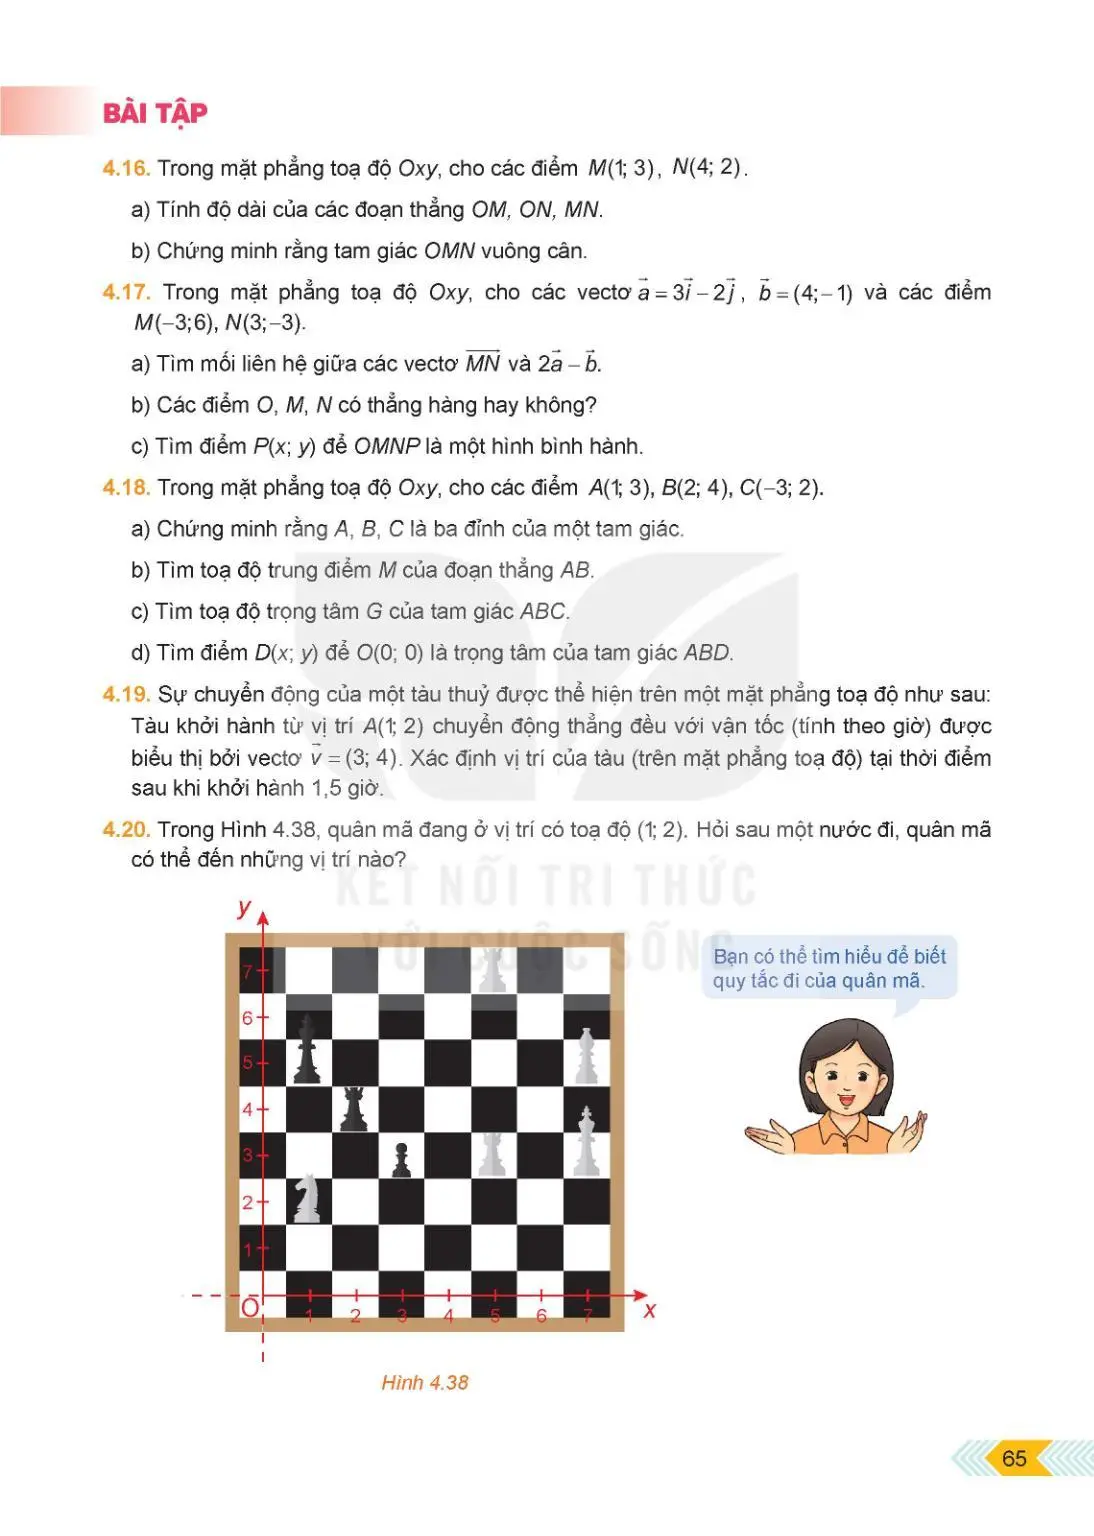 BÀI TẬP
4.16. Trong mặt phẳng toạ độ Oxy, cho các điểm M(1; 3), N(4; 2).
a) Tính độ dài của các đoạn thẳng OM, ON, MN.
b) Chứng minh rằng tam giác OMN vuông cân.
4.17. Trong mặt phẳng toạ độ Oxy, cho các vectơ a⃗ = 3i⃗ – 2j⃗, b⃗ = (4;–1) và các điểm
M(–3;6), N(3;–3).
a) Tìm mối liên hệ giữa các vectơ MN⃗ và 2a⃗ – b⃗.
b) Các điểm O, M, N có thẳng hàng hay không?
c) Tìm điểm P(x; y) để OMNP là một hình bình hành.
4.18. Trong mặt phẳng toạ độ Oxy, cho các điểm A(1; 3), B(2; 4), C(–3; 2).
a) Chứng minh rằng A, B, C là ba đỉnh của một tam giác.
b) Tìm toạ độ trung điểm M của đoạn thẳng AB.
c) Tìm toạ độ trọng tâm G của tam giác ABC.
d) Tìm điểm D(x; y) để O(0; 0) là trọng tâm của tam giác ABD.
4.19. Sự chuyển động của một tàu thuỷ được thể hiện trên một mặt phẳng toạ độ như sau:
Tàu khởi hành từ vị trí A(1; 2) chuyển động thẳng đều với vận tốc (tính theo giờ) được
biểu thị bởi vectơ v⃗ = (3; 4). Xác định vị trí của tàu (trên mặt phẳng toạ độ) tại thời điểm
sau khi khởi hành 1,5 giờ.
4.20. Trong Hình 4.38, quân mã đang ở vị trí có toạ độ (1; 2). Hỏi sau một nước đi, quân mã
có thể đến những vị trí nào?
KẾT NỐI TRI THỨC
VỚI CUỘC SỐNG
y
7
6
5
4
3
2
1
O 1 2 3 4 5 6 7 x
Bạn có thể tìm hiểu để biết
quy tắc đi của quân mã.
Hình 4.38
65